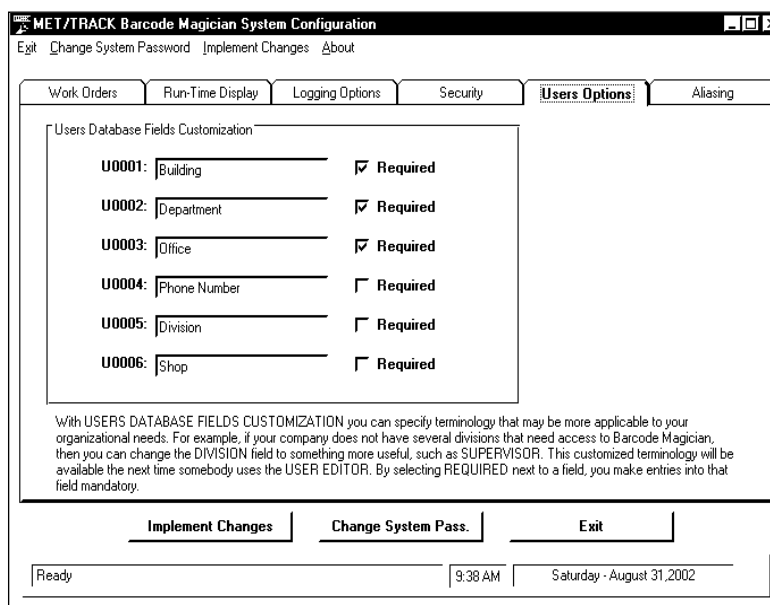 MET/TRACK Barcode Magician System Configuration
Exit Change System Password Implement Changes About
Work Orders Run-Time Display Logging Options Security Users Options Aliasing
Users Database Fields Customization
U0001: Building Required
U0002: Department Required
U0003: Office Required
U0004: Phone Number Required
U0005: Division Required
U0006: Shop Required
With USERS DATABASE FIELDS CUSTOMIZATION you can specify terminology that may be more applicable to your
organizational needs. For example, if your company does not have several divisions that need access to Barcode Magician,
then you can change the DIVISION field to something more useful, such as SUPERVISOR. This customized terminology will be
available the next time somebody uses the USER EDITOR. By selecting REQUIRED next to a field, you make entries into that
field mandatory.
Implement Changes Change System Pass. Exit
Ready 9:38 AM Saturday - August 31,2002